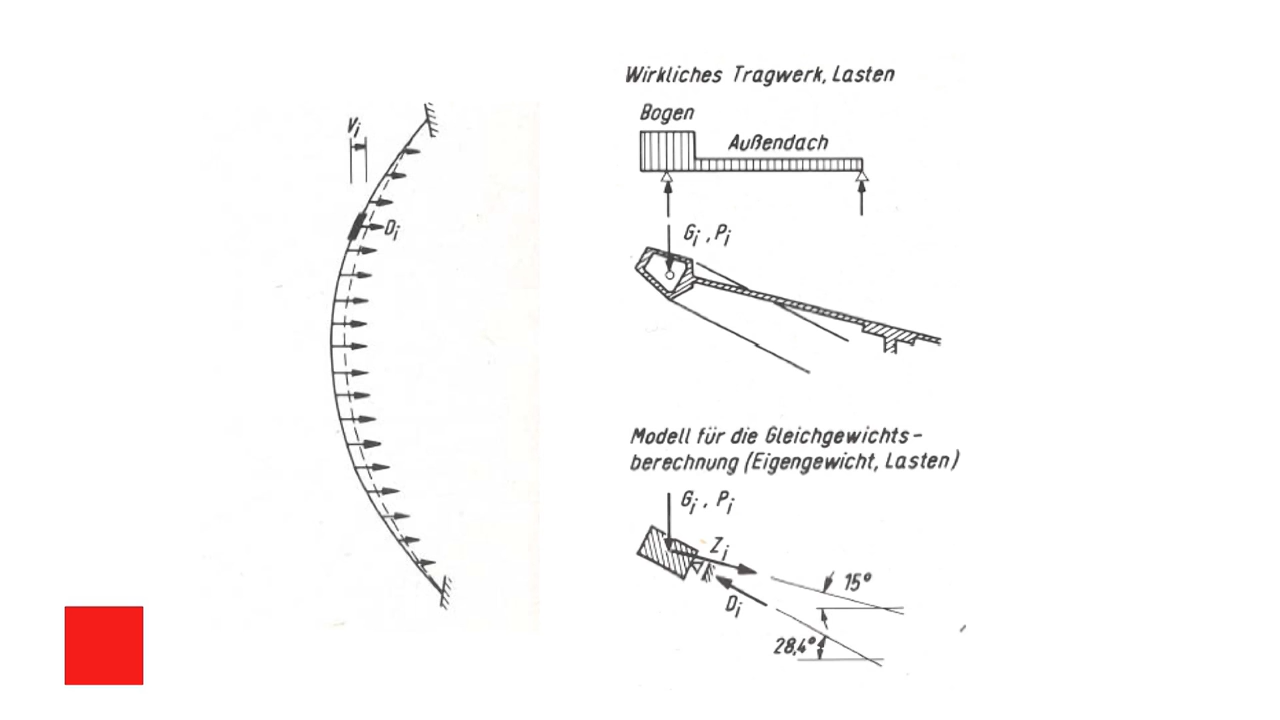 Vᵢ
Dᵢ
Wirkliches Tragwerk, Lasten
Bogen
Außendach
Gᵢ, Pᵢ
Modell für die Gleichgewichts-
berechnung (Eigengewicht, Lasten)
Gᵢ, Pᵢ
Zᵢ
15°
Dᵢ
28,4°